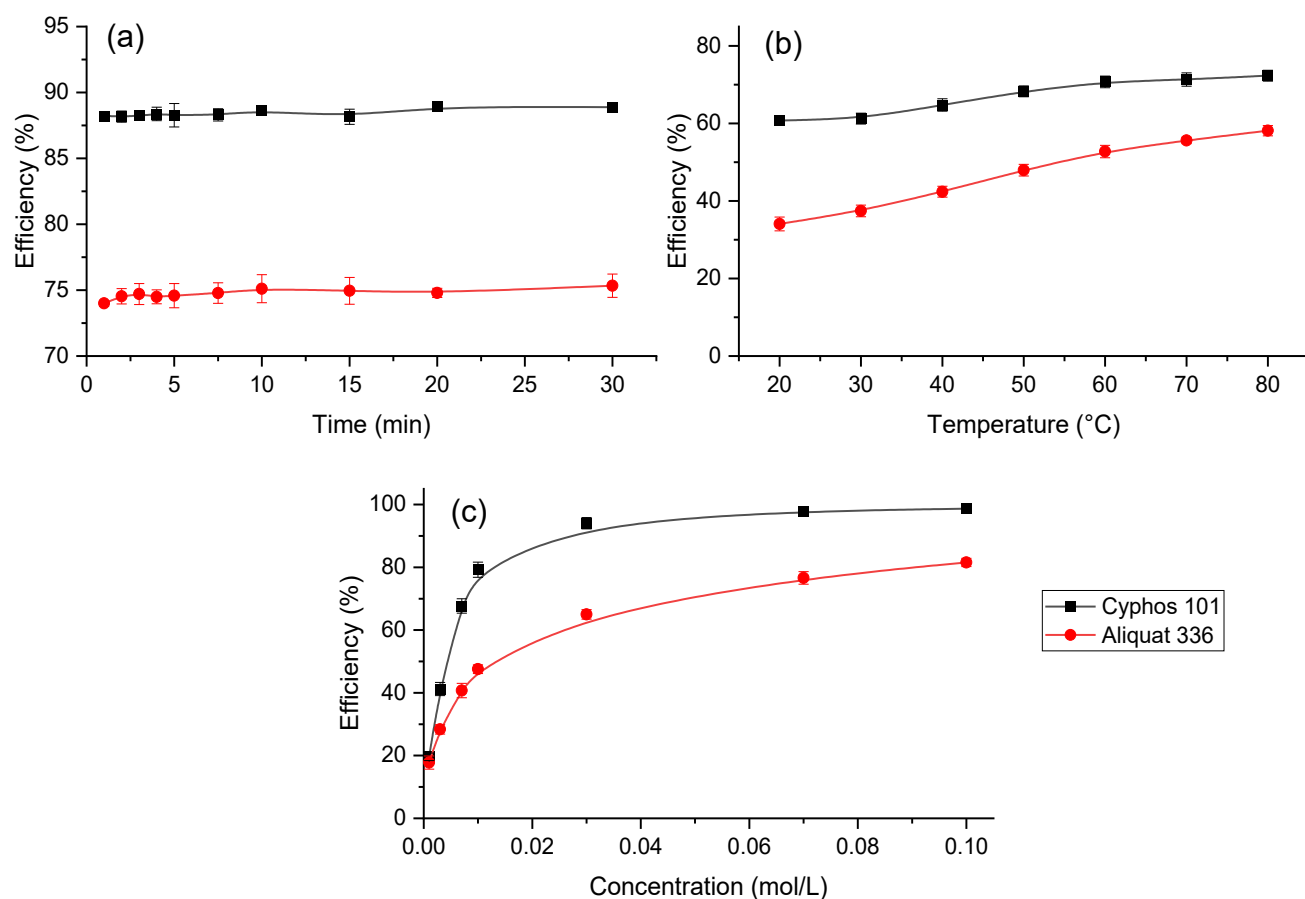 (a)
Efficiency (%)
95
90
85
80
75
70
0 5 10 15 20 25 30
Time (min)
(b)
Efficiency (%)
80
60
40
20
0
20 30 40 50 60 70 80
Temperature (°C)
(c)
Efficiency (%)
100
80
60
40
20
0
0.00 0.02 0.04 0.06 0.08 0.10
Concentration (mol/L)
Cyphos 101
Aliquat 336